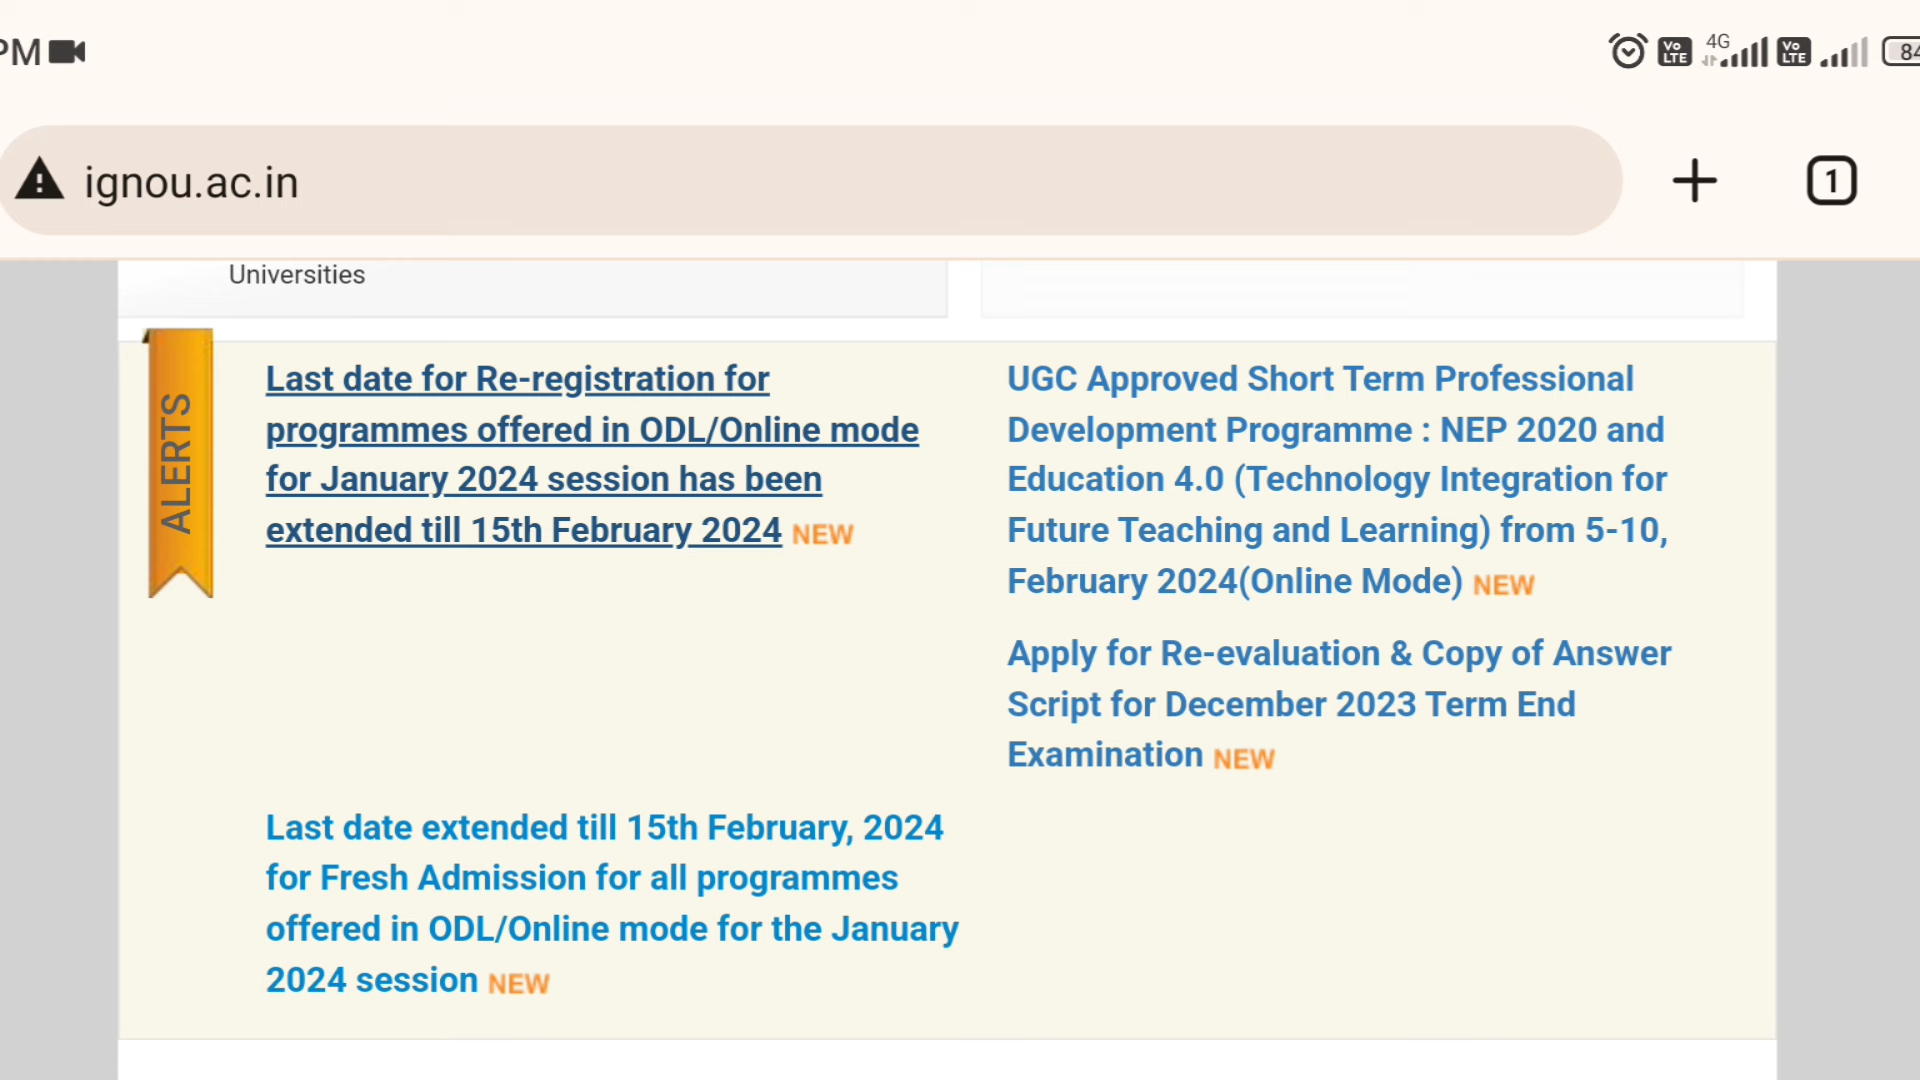 PM
4G
Vo
LTE
Vo
LTE
84
ignou.ac.in
1
Universities
ALERTS
Last date for Re-registration for
programmes offered in ODL/Online mode
for January 2024 session has been
extended till 15th February 2024 NEW
Last date extended till 15th February, 2024
for Fresh Admission for all programmes
offered in ODL/Online mode for the January
2024 session NEW
UGC Approved Short Term Professional
Development Programme : NEP 2020 and
Education 4.0 (Technology Integration for
Future Teaching and Learning) from 5-10,
February 2024(Online Mode) NEW
Apply for Re-evaluation & Copy of Answer
Script for December 2023 Term End
Examination NEW